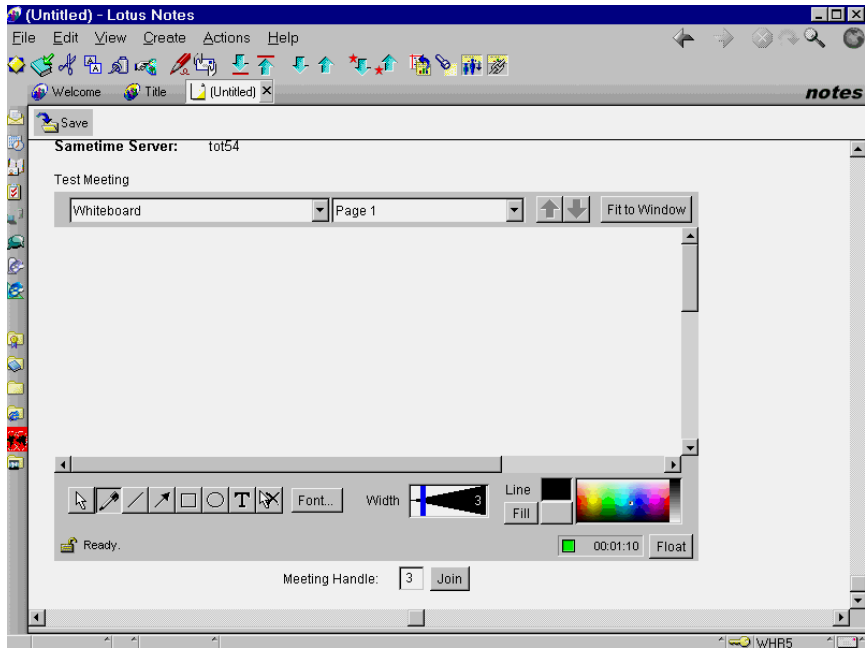 (Untitled) - Lotus Notes
File Edit View Create Actions Help
Welcome Title (Untitled) notes
Save
Sametime Server: tot54
Test Meeting
Whiteboard Page 1 Fit to Window
T Font... Width 3 Line
Fill
Ready. 00:01:10 Float
Meeting Handle: 3 Join
WHR5